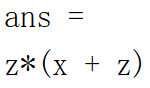 ans =
z*(x + z)